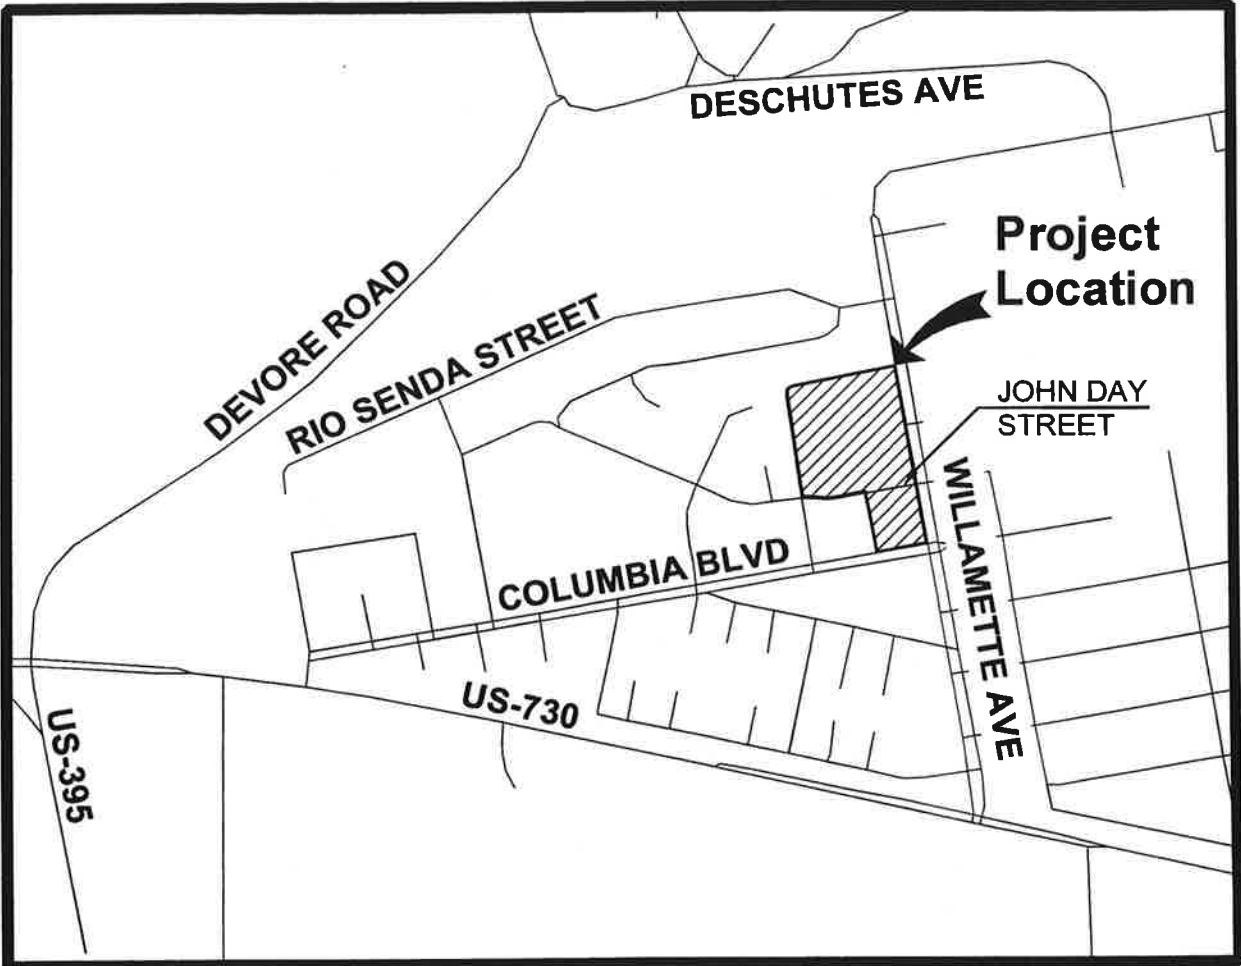 DESCHUTES AVE
Project
Location
DEVORE ROAD
RIO SENDA STREET
JOHN DAY
STREET
WILLAMETTE AVE
COLUMBIA BLVD
US-730
US-395